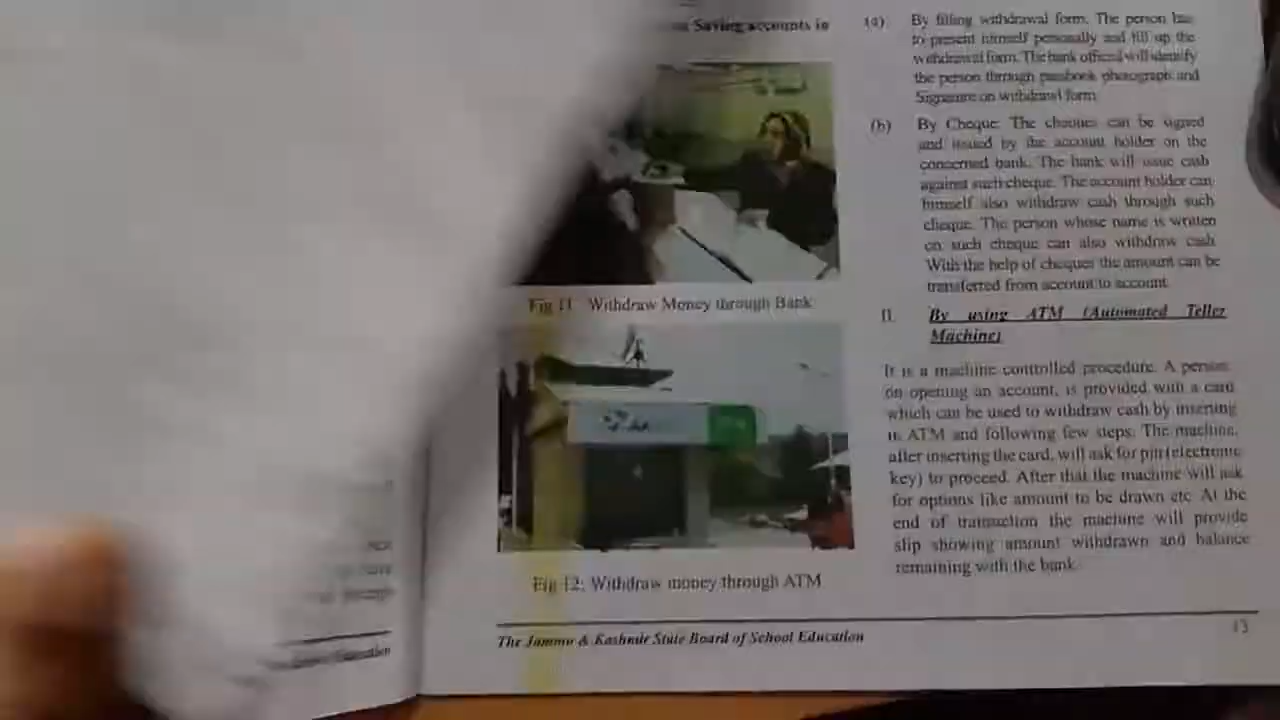 Saving accounts in
Fig 11 Withdraw Money through Bank
Fig 12: Withdraw money through ATM
(a) By filling withdrawal form. The person has
to present himself personally and fill up the
withdrawal form. The bank official will identify
the person through passbook photograph and
Signature on withdrawl form
(b) By Cheque: The cheques can be signed
and issued by the account holder on the
concerned bank. The bank will issue cash
against such cheque. The account holder can
himself also withdraw cash through such
cheque. The person whose name is written
on such cheque can also withdraw cash
With the help of cheques the amount can be
transferred from account to account.
II. By using ATM (Automated Teller
Machine)
It is a machine controlled procedure. A person
on opening an account, is provided with a card
which can be used to withdraw cash by inserting
in ATM and following few steps. The machine,
after inserting the card, will ask for pin (electronic
key) to proceed. After that the machine will ask
for options like amount to be drawn etc. At the
end of transaction the machine will provide
slip showing amount withdrawn and balance
remaining with the bank.
The Jammu & Kashmir State Board of School Education